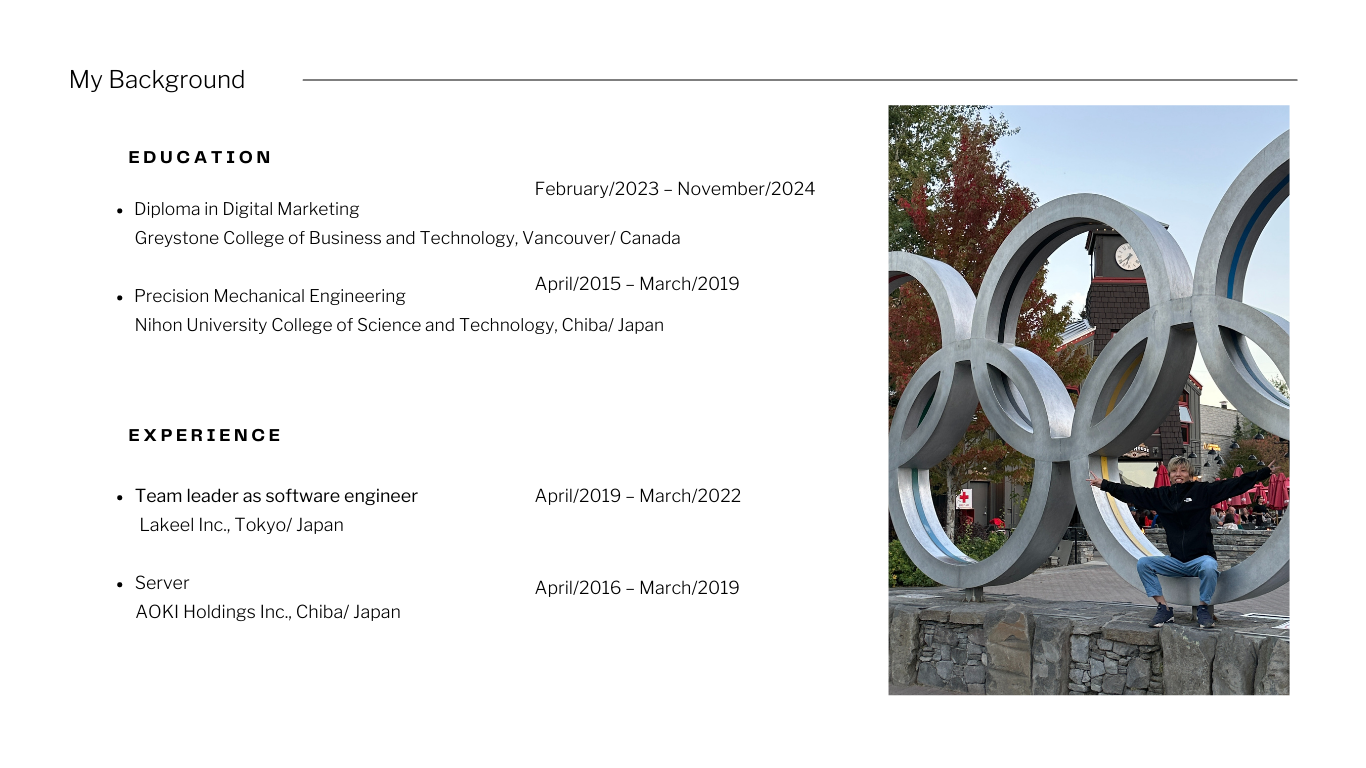 My Background
EDUCATION
February/2023 – November/2024
• Diploma in Digital Marketing
Greystone College of Business and Technology, Vancouver/ Canada
April/2015 – March/2019
• Precision Mechanical Engineering
Nihon University College of Science and Technology, Chiba/ Japan
EXPERIENCE
• Team leader as software engineer
April/2019 – March/2022
Lakeel Inc., Tokyo/ Japan
• Server
April/2016 – March/2019
AOKI Holdings Inc., Chiba/ Japan